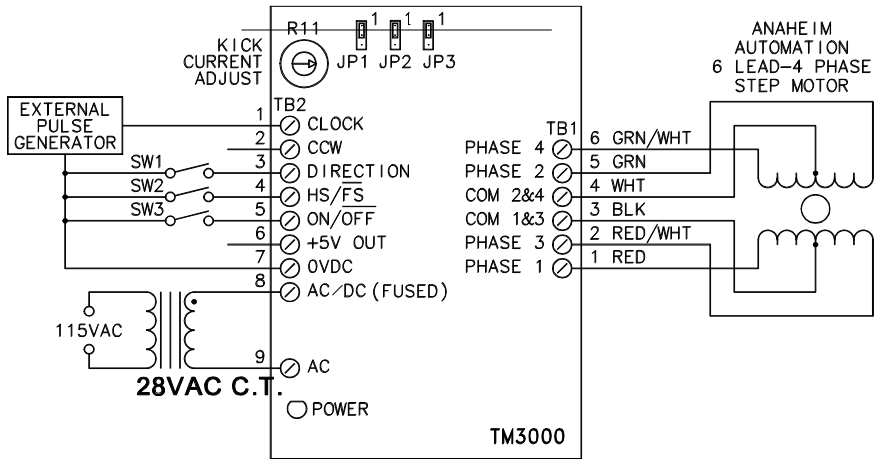 R11
1
1
1
KICK
CURRENT
ADJUST
JP1 JP2 JP3
ANAHEIM
AUTOMATION
6 LEAD-4 PHASE
STEP MOTOR
EXTERNAL
PULSE
GENERATOR
SW1
SW2
SW3
TB2
1 CLOCK
2 CCW
3 DIRECTION
4 HS/FS
5 ON/OFF
6 +5V OUT
7 0VDC
8 AC/DC (FUSED)
9 AC
TB1
PHASE 4 6 GRN/WHT
PHASE 2 5 GRN
COM 2&4 4 WHT
COM 1&3 3 BLK
PHASE 3 2 RED/WHT
PHASE 1 1 RED
115VAC
28VAC C.T.
POWER
TM3000